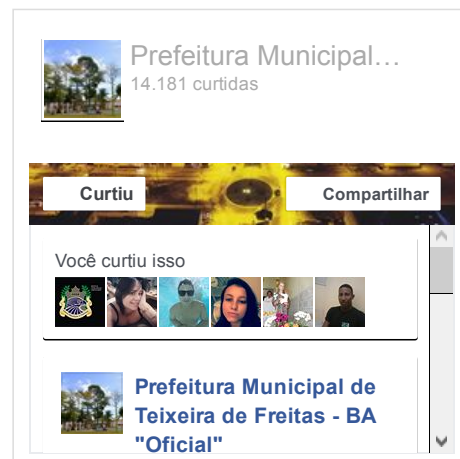 Prefeitura Municipal…
14.181 curtidas
Curtiu
Compartilhar
Você curtiu isso
Prefeitura Municipal de
Teixeira de Freitas - BA
"Oficial"